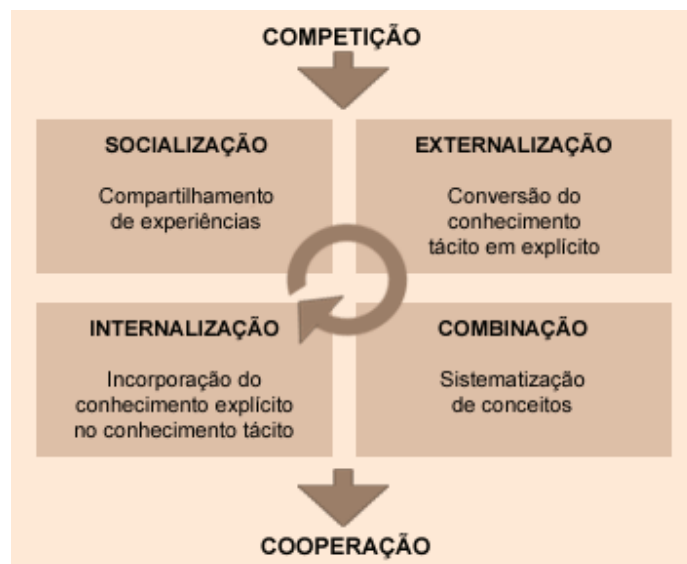 COMPETIÇÃO
SOCIALIZAÇÃO
Compartilhamento
de experiências
EXTERNALIZAÇÃO
Conversão do
conhecimento
tácito em explícito
INTERNALIZAÇÃO
Incorporação do
conhecimento explícito
no conhecimento tácito
COMBINAÇÃO
Sistematização
de conceitos
COOPERAÇÃO